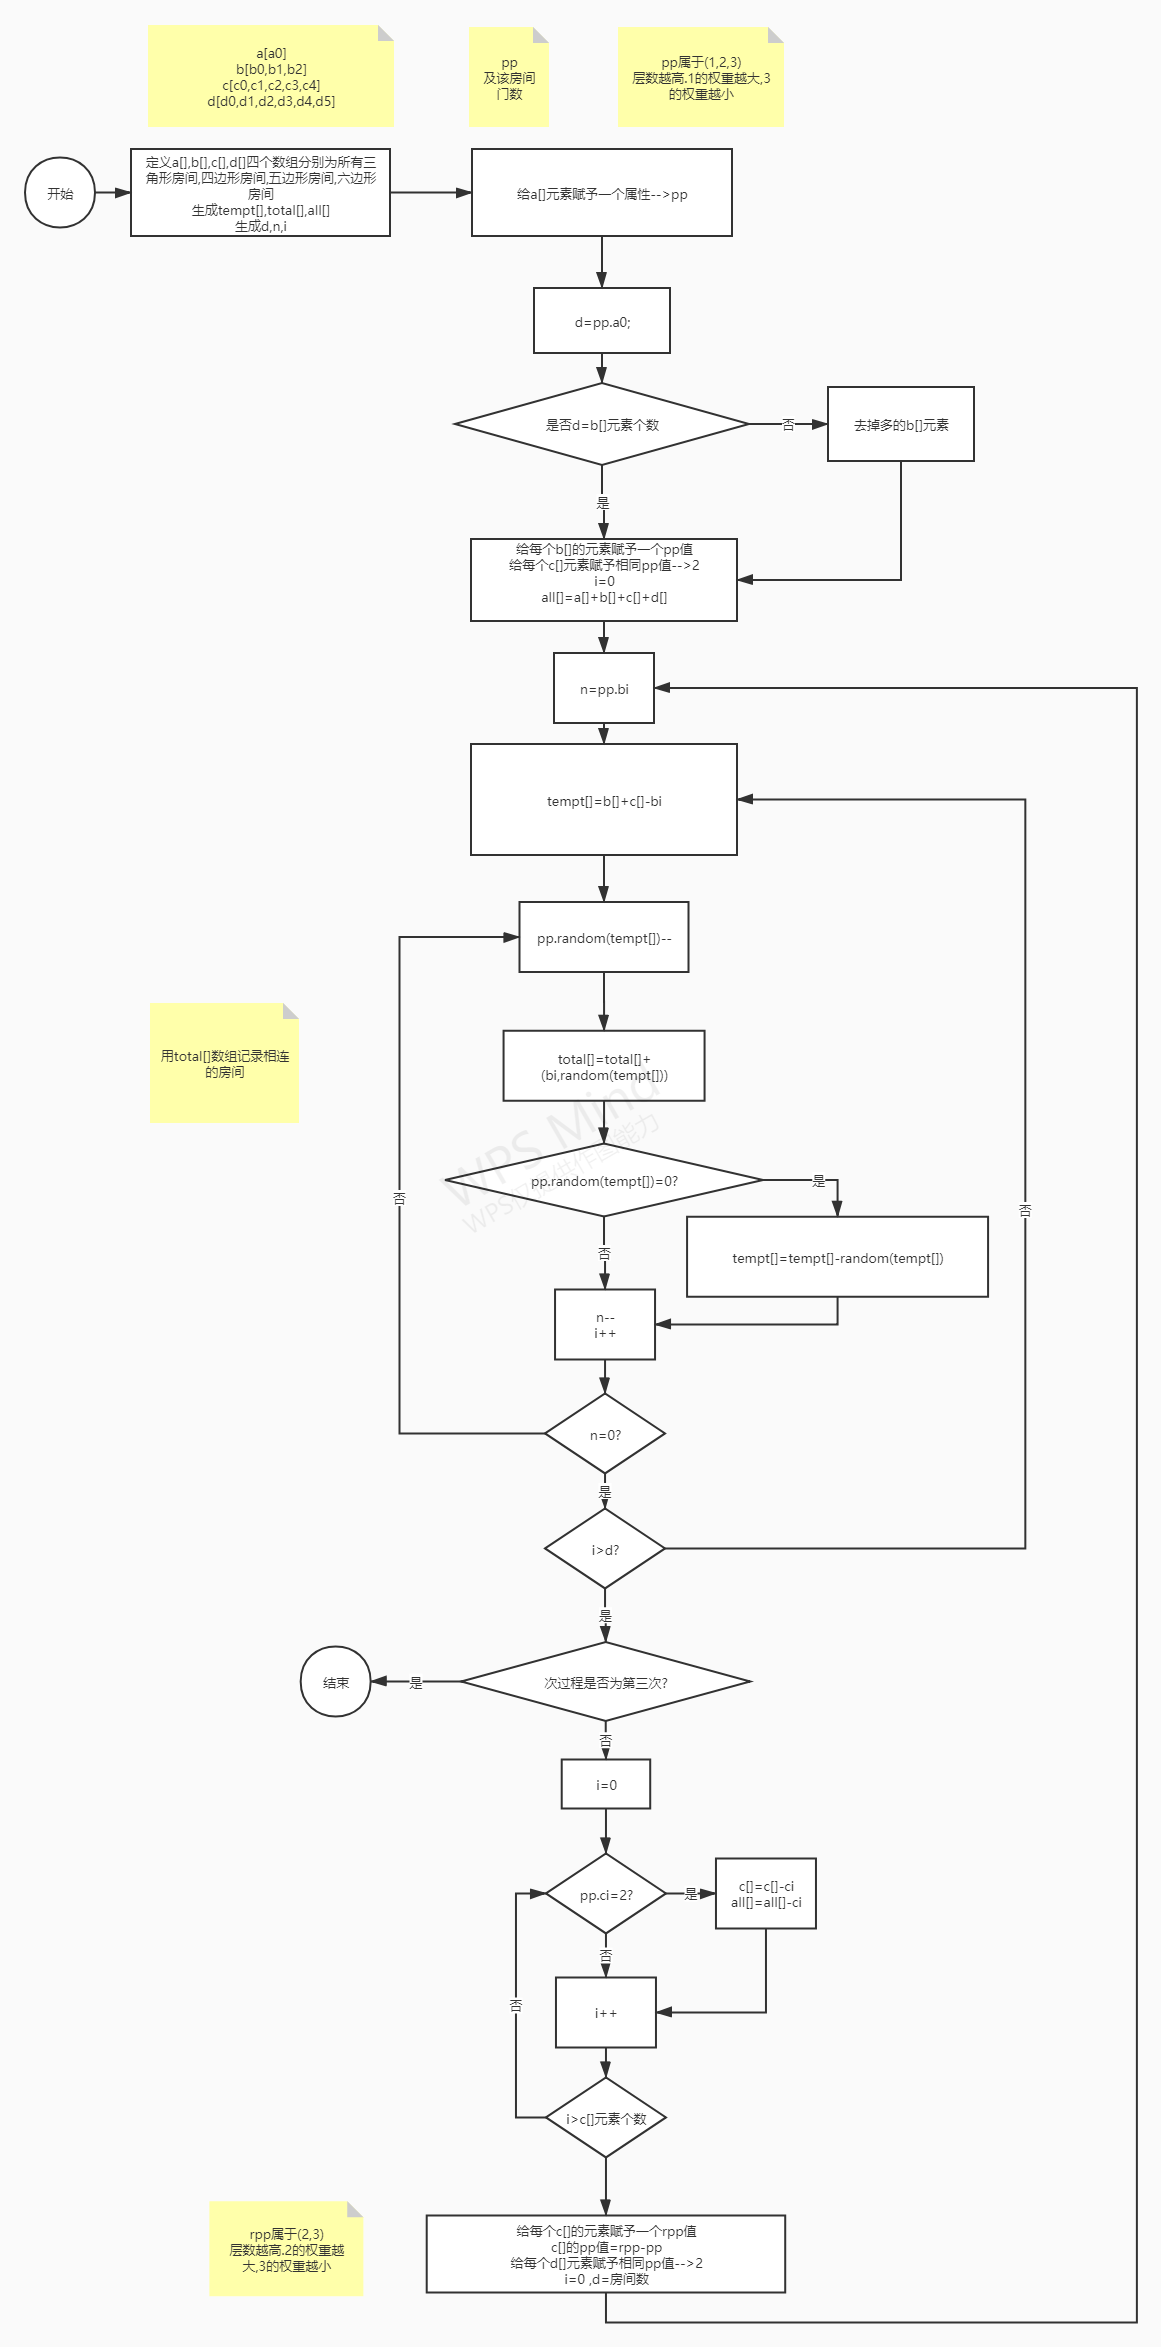 a[a0]
b[b0,b1,b2]
c[c0,c1,c2,c3,c4]
d[d0,d1,d2,d3,d4,d5]
pp
及该房间
门数
pp属于(1,2,3)
层数越高.1的权重越大,3
的权重越小
开始
定义a[],b[],c[],d[]四个数组分别为所有三
角形房间,四边形房间,五边形房间,六边形
房间
生成tempt[],total[],all[]
生成d,n,i
给a[]元素赋予一个属性-->pp
d=pp.a0;
是否d=b[]元素个数
否
去掉多的b[]元素
是
给每个b[]的元素赋予一个pp值
给每个c[]元素赋予相同pp值-->2
i=0
all[]=a[]+b[]+c[]+d[]
n=pp.bi
tempt[]=b[]+c[]-bi
pp.random(tempt[])--
用total[]数组记录相连
的房间
total[]=total[]+
(bi,random(tempt[]))
WPS Mind
pp.random(tempt[])=0?
是
否
否
否
tempt[]=tempt[]-random(tempt[])
n--
i++
n=0?
是
i>d?
是
次过程是否为第三次?
是
结束
否
i=0
pp.ci=2?
是
c[]=c[]-ci
all[]=all[]-ci
否
否
i++
i>c[]元素个数
rpp属于(2,3)
层数越高.2的权重越
大,3的权重越小
给每个c[]的元素赋予一个rpp值
c[]的pp值=rpp-pp
给每个d[]元素赋予相同pp值-->2
i=0 ,d=房间数